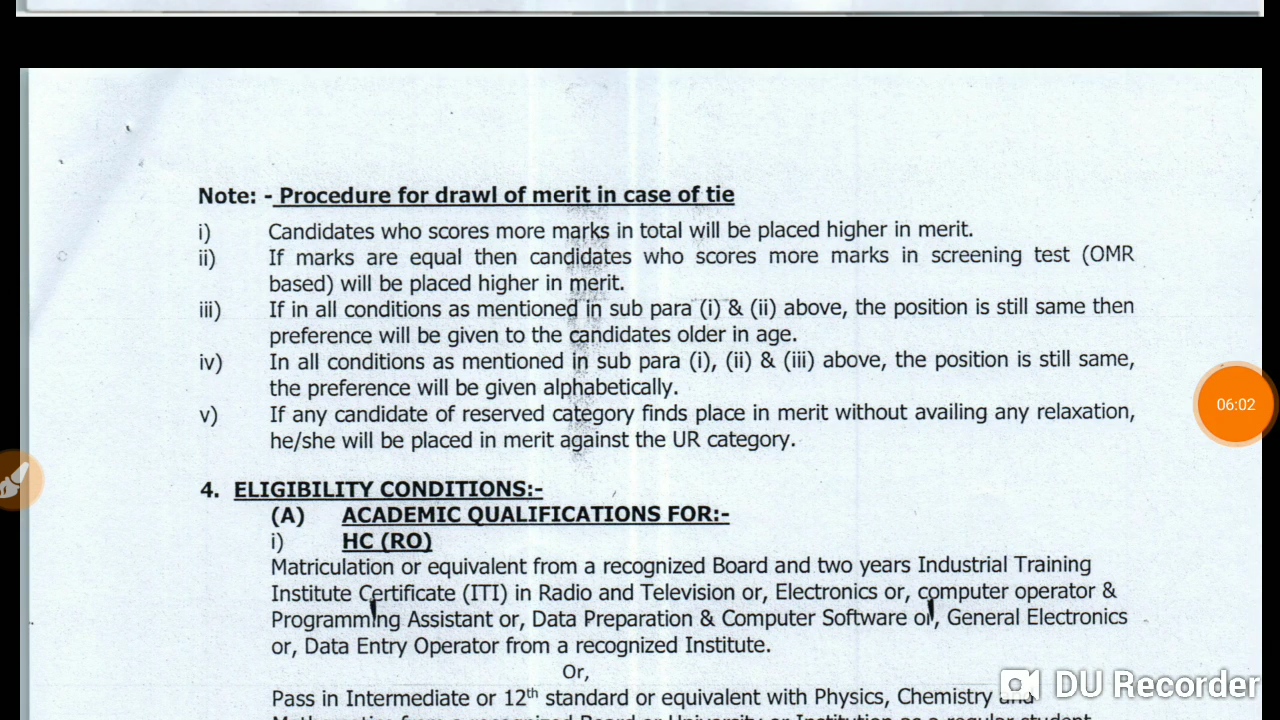 Note: - Procedure for drawl of merit in case of tie
i) Candidates who scores more marks in total will be placed higher in merit.
ii) If marks are equal then candidates who scores more marks in screening test (OMR
based) will be placed higher in merit.
iii) If in all conditions as mentioned in sub para (i) & (ii) above, the position is still same then
preference will be given to the candidates older in age.
iv) In all conditions as mentioned in sub para (i), (ii) & (iii) above, the position is still same,
the preference will be given alphabetically.
v) If any candidate of reserved category finds place in merit without availing any relaxation,
he/she will be placed in merit against the UR category.
06:02
4. ELIGIBILITY CONDITIONS:-
(A) ACADEMIC QUALIFICATIONS FOR:-
i) HC (RO)
Matriculation or equivalent from a recognized Board and two years Industrial Training
Institute Certificate (ITI) in Radio and Television or, Electronics or, computer operator &
Programming Assistant or, Data Preparation & Computer Software or, General Electronics
or, Data Entry Operator from a recognized Institute.
Or,
Pass in Intermediate or 12th standard or equivalent with Physics, Chemistry and
DU Recorder